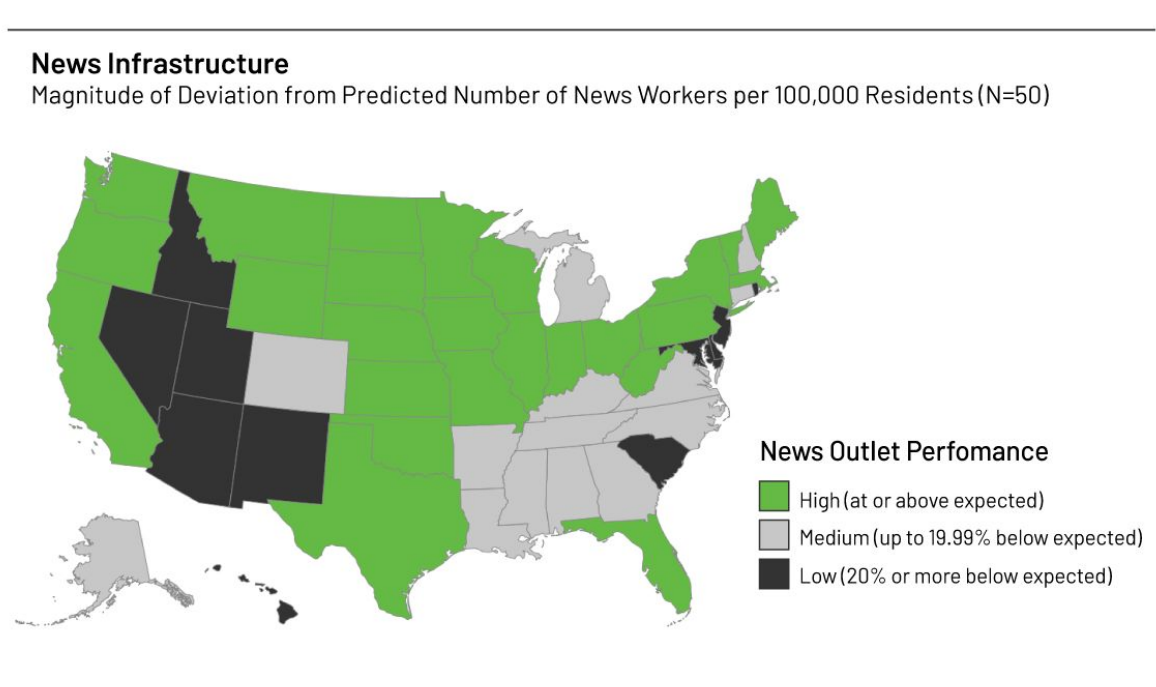 News Infrastructure
Magnitude of Deviation from Predicted Number of News Workers per 100,000 Residents (N=50)
News Outlet Perfomance
High (at or above expected)
Medium (up to 19.99% below expected)
Low (20% or more below expected)